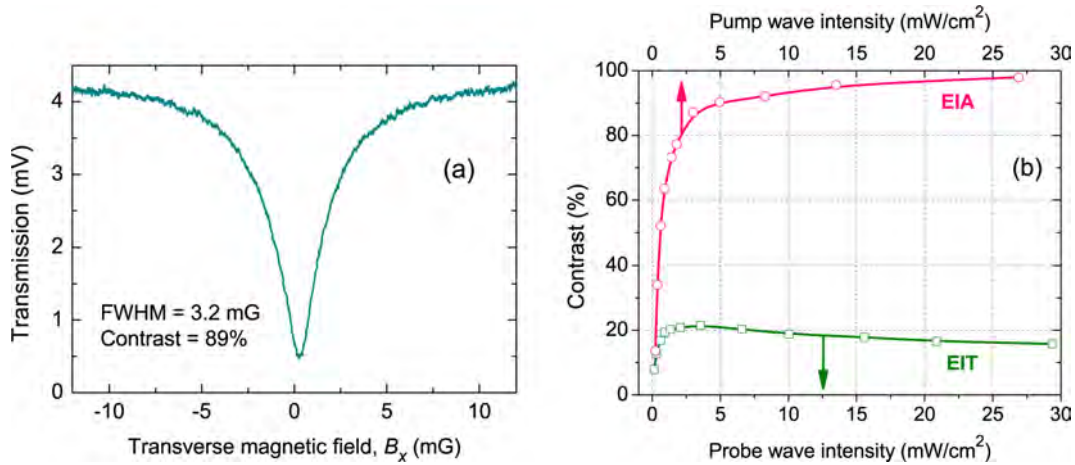 Transmission (mV)
4
3
2
1
0
(a)
FWHM = 3.2 mG
Contrast = 89%
-10 -5 0 5 10
Transverse magnetic field, Bₓ (mG)
Pump wave intensity (mW/cm²)
0 5 10 15 20 25 30
Contrast (%)
100
80
60
40
20
0
EIA
(b)
EIT
0 5 10 15 20 25 30
Probe wave intensity (mW/cm²)